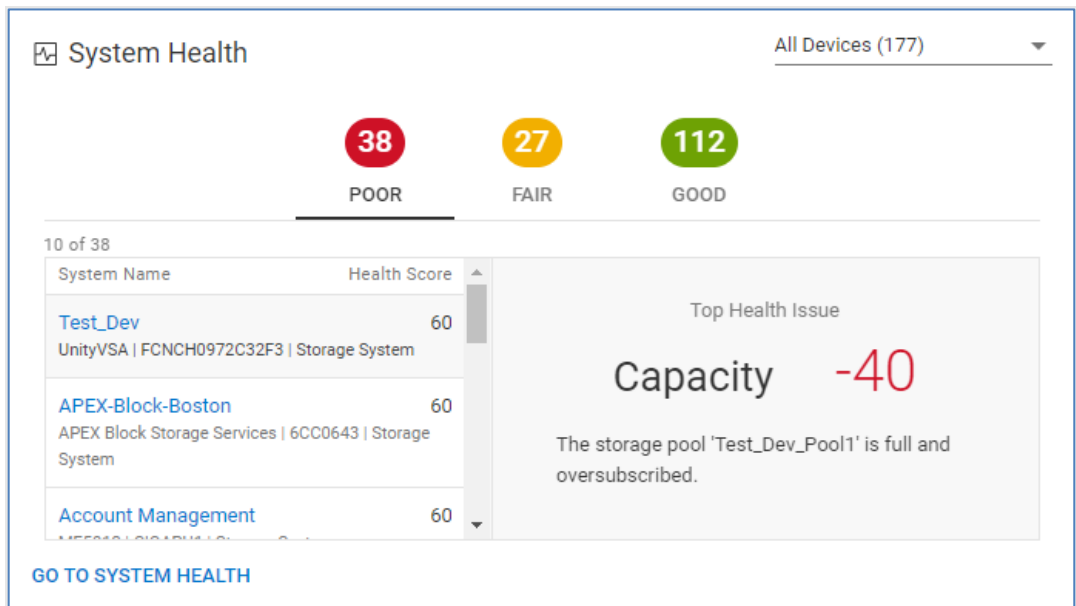 System Health
All Devices (177)
38
27
112
POOR
FAIR
GOOD
10 of 38
System Name
Health Score
Test_Dev
60
UnityVSA | FCNCH0972C32F3 | Storage System
APEX-Block-Boston
60
APEX Block Storage Services | 6CC0643 | Storage
System
Account Management
60
Top Health Issue
Capacity -40
The storage pool 'Test_Dev_Pool1' is full and
oversubscribed.
GO TO SYSTEM HEALTH